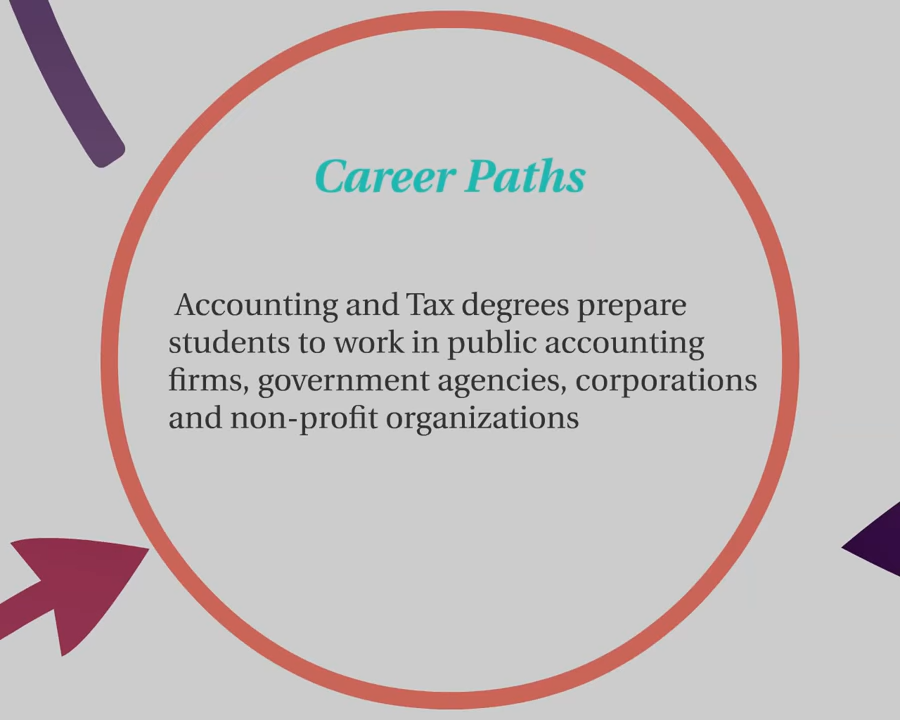 Career Paths
Accounting and Tax degrees prepare
students to work in public accounting
firms, government agencies, corporations
and non-profit organizations